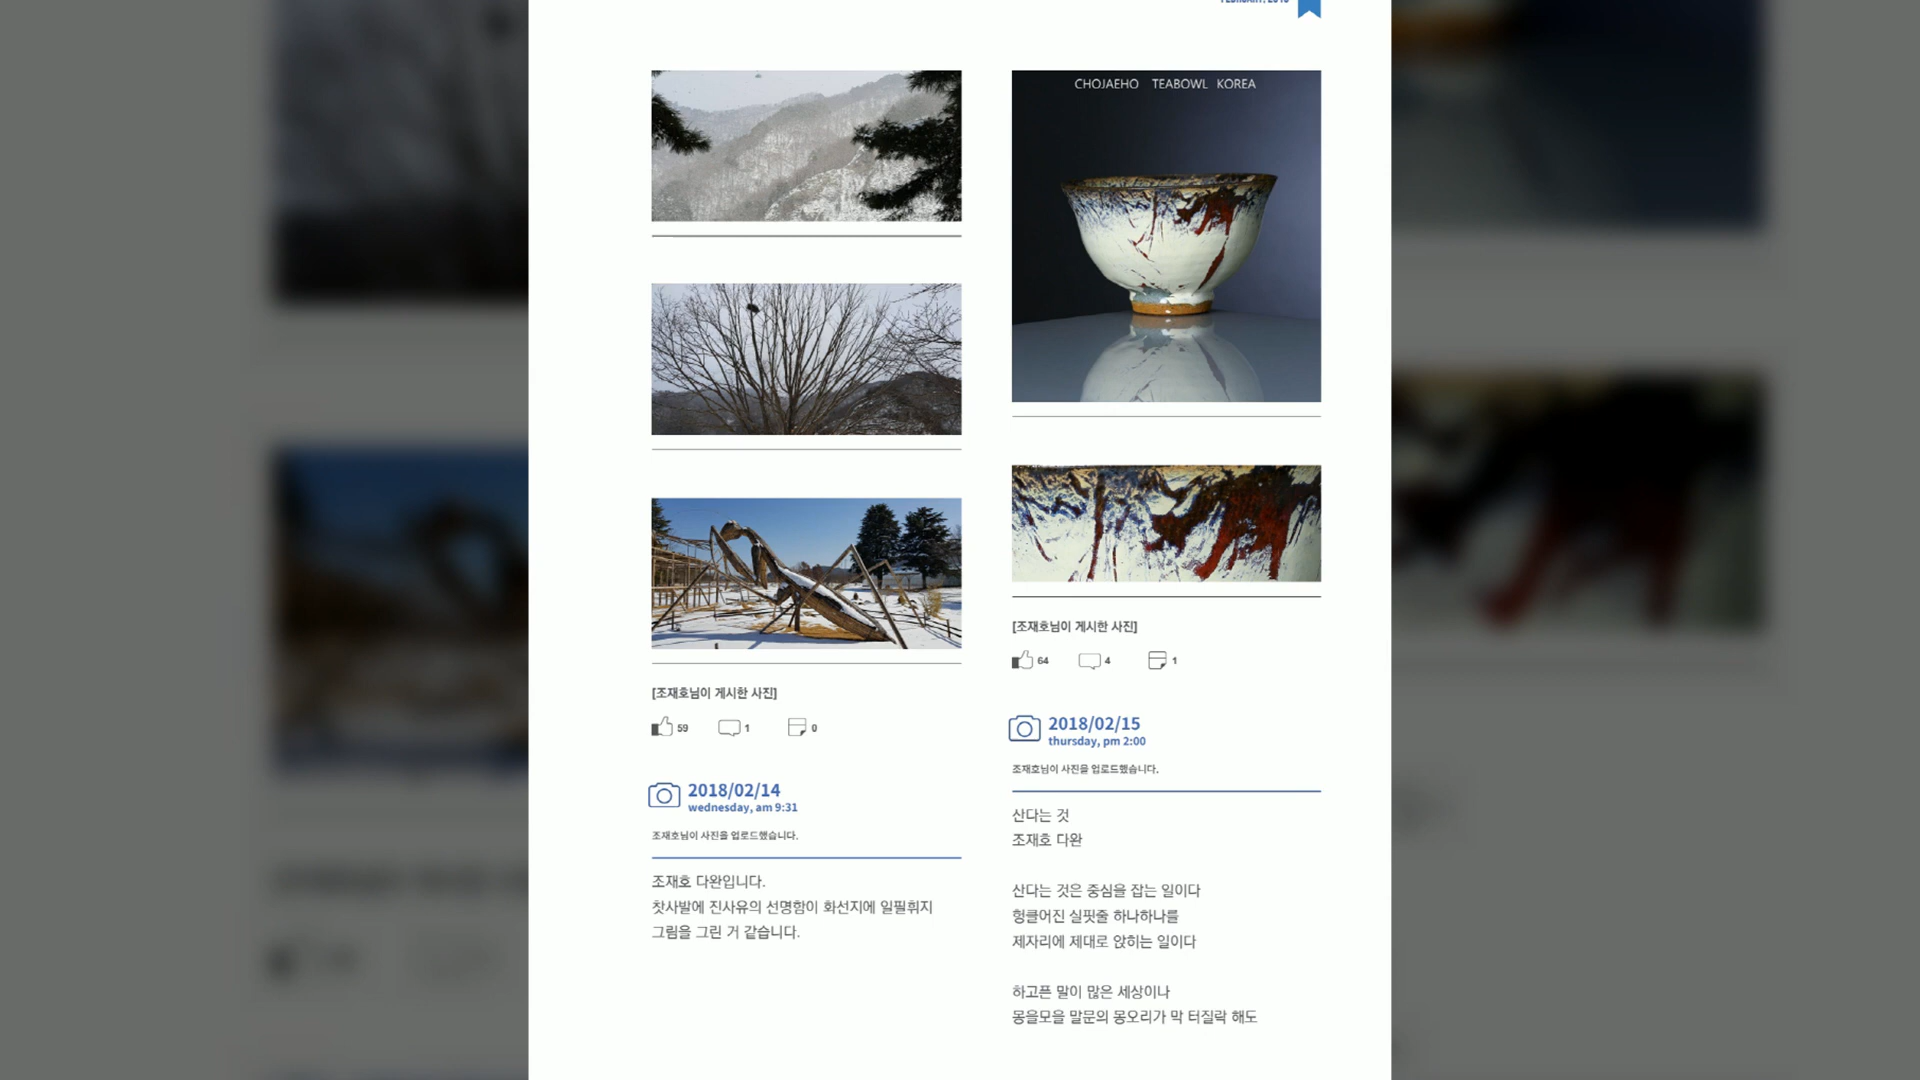 FEBRUARY, 2018
[조재호님이 게시한 사진]
59 1 0
2018/02/14
wednesday, am 9:31
조재호님이 사진을 업로드했습니다.
조재호 다완입니다.
찻사발에 진사유의 선명함이 화선지에 일필휘지
그림을 그린 거 같습니다.
CHOJAEHO TEABOWL KOREA
[조재호님이 게시한 사진]
64 4 1
2018/02/15
thursday, pm 2:00
조재호님이 사진을 업로드했습니다.
산다는 것
조재호 다완
산다는 것은 중심을 잡는 일이다
헝클어진 실핏줄 하나하나를
제자리에 제대로 앉히는 일이다
하고픈 말이 많은 세상이나
몽을모을 말문의 몽오리가 막 터질락 해도